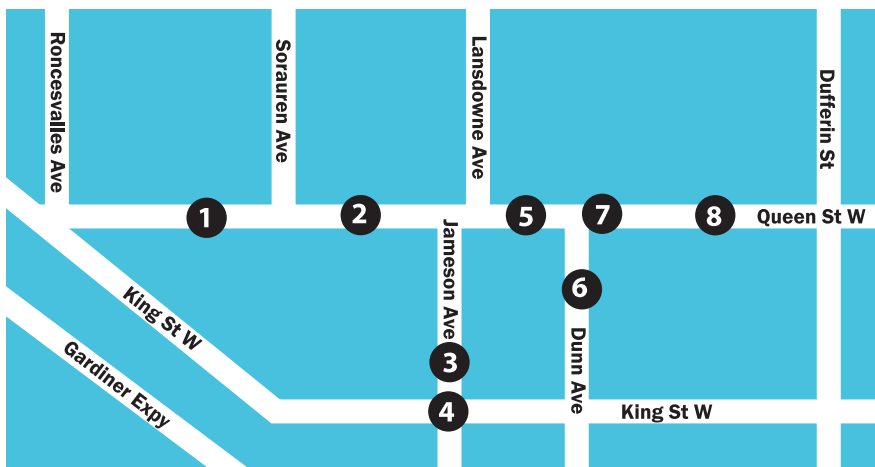 Roncesvalles Ave
Sorauren Ave
Lansdowne Ave
Dufferin St
1
2
5
7
8
Queen St W
Jameson Ave
6
King St W
Gardiner Expy
3
Dunn Ave
4
King St W